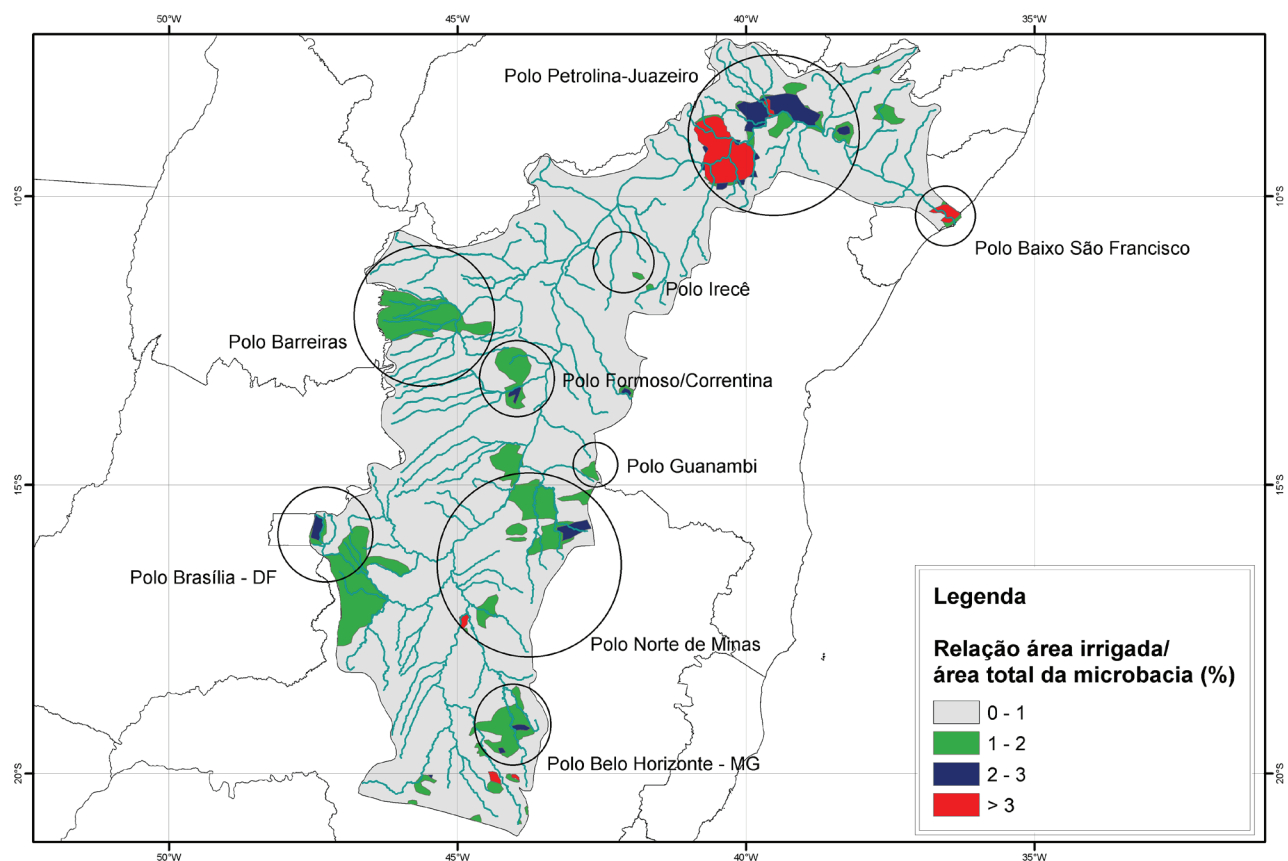 50°W
45°W
40°W
35°W
Polo Petrolina-Juazeiro
10°S
10°S
Polo Baixo São Francisco
Polo Irecê
Polo Barreiras
Polo Formoso/Correntina
Polo Guanambi
15°S
15°S
Polo Brasília - DF
Polo Norte de Minas
Polo Belo Horizonte - MG
20°S
20°S
Legenda
Relação área irrigada/
área total da microbacia (%)
0 - 1
1 - 2
2 - 3
> 3
50°W
45°W
40°W
35°W